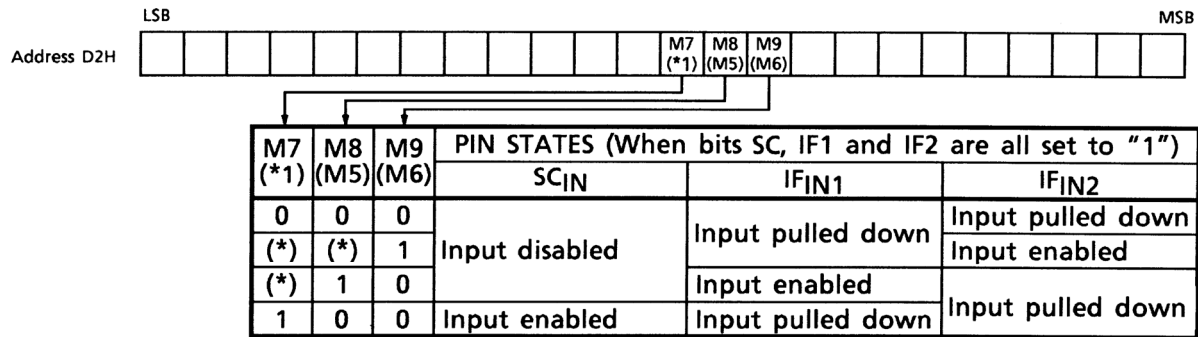 LSB MSB
Address D2H M7 M8 M9
(*1) (M5) (M6)
M7 M8 M9 PIN STATES (When bits SC, IF1 and IF2 are all set to "1")
(*1) (M5) (M6) SCIN IFIN1 IFIN2
0 0 0 Input disabled Input pulled down Input pulled down
(*) (*) 1 Input enabled
(*) 1 0 Input enabled Input pulled down
1 0 0 Input enabled Input pulled down